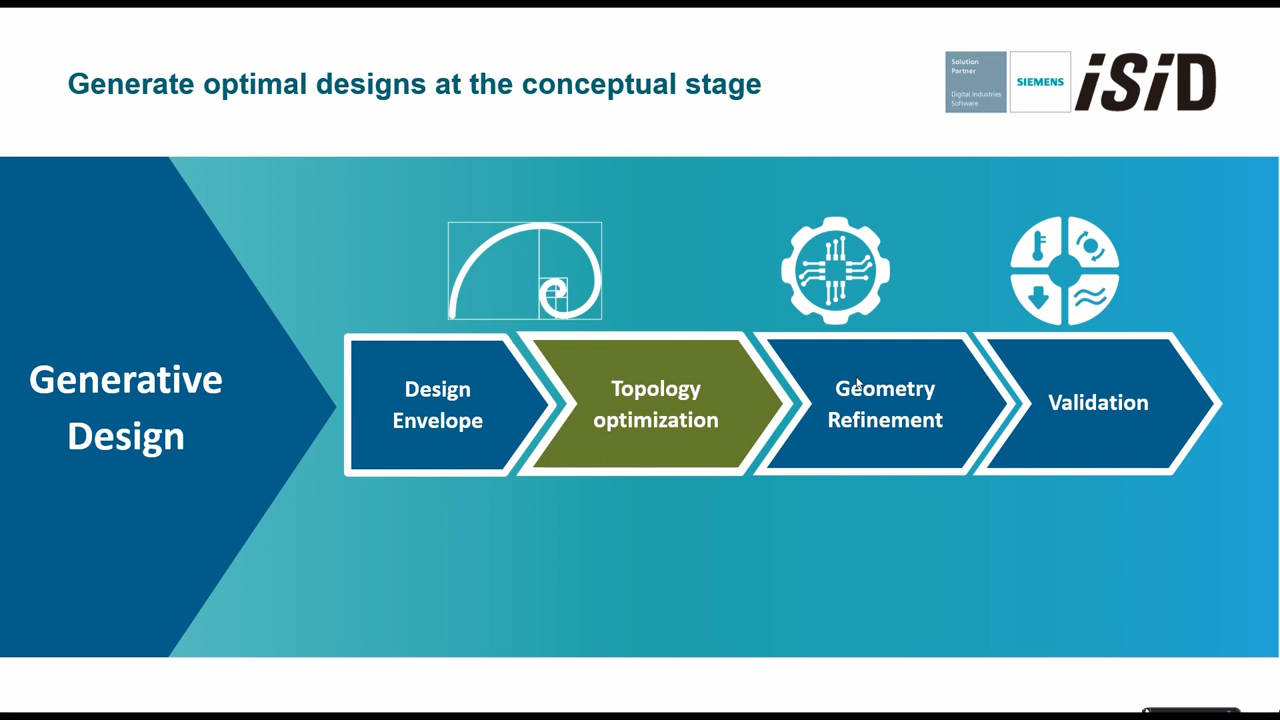 Generate optimal designs at the conceptual stage
Solution
Partner
Digital Industries
Software
SIEMENS
iSiD
Generative
Design
Design
Envelope
Topology
optimization
Geometry
Refinement
Validation